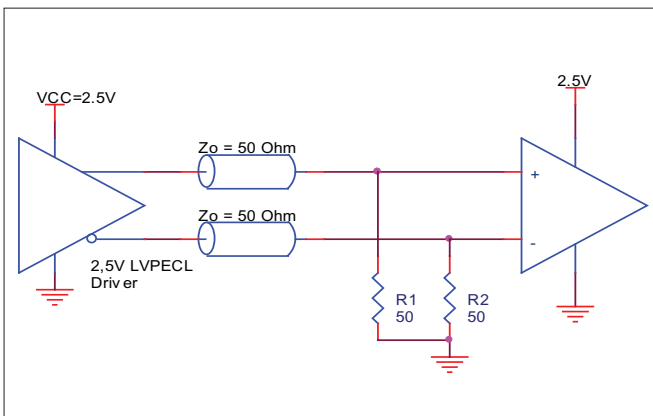 VCC=2.5V
2.5V
Zo = 50 Ohm
+
Zo = 50 Ohm
-
2,5V LVPECL
Driver
R1
50
R2
50